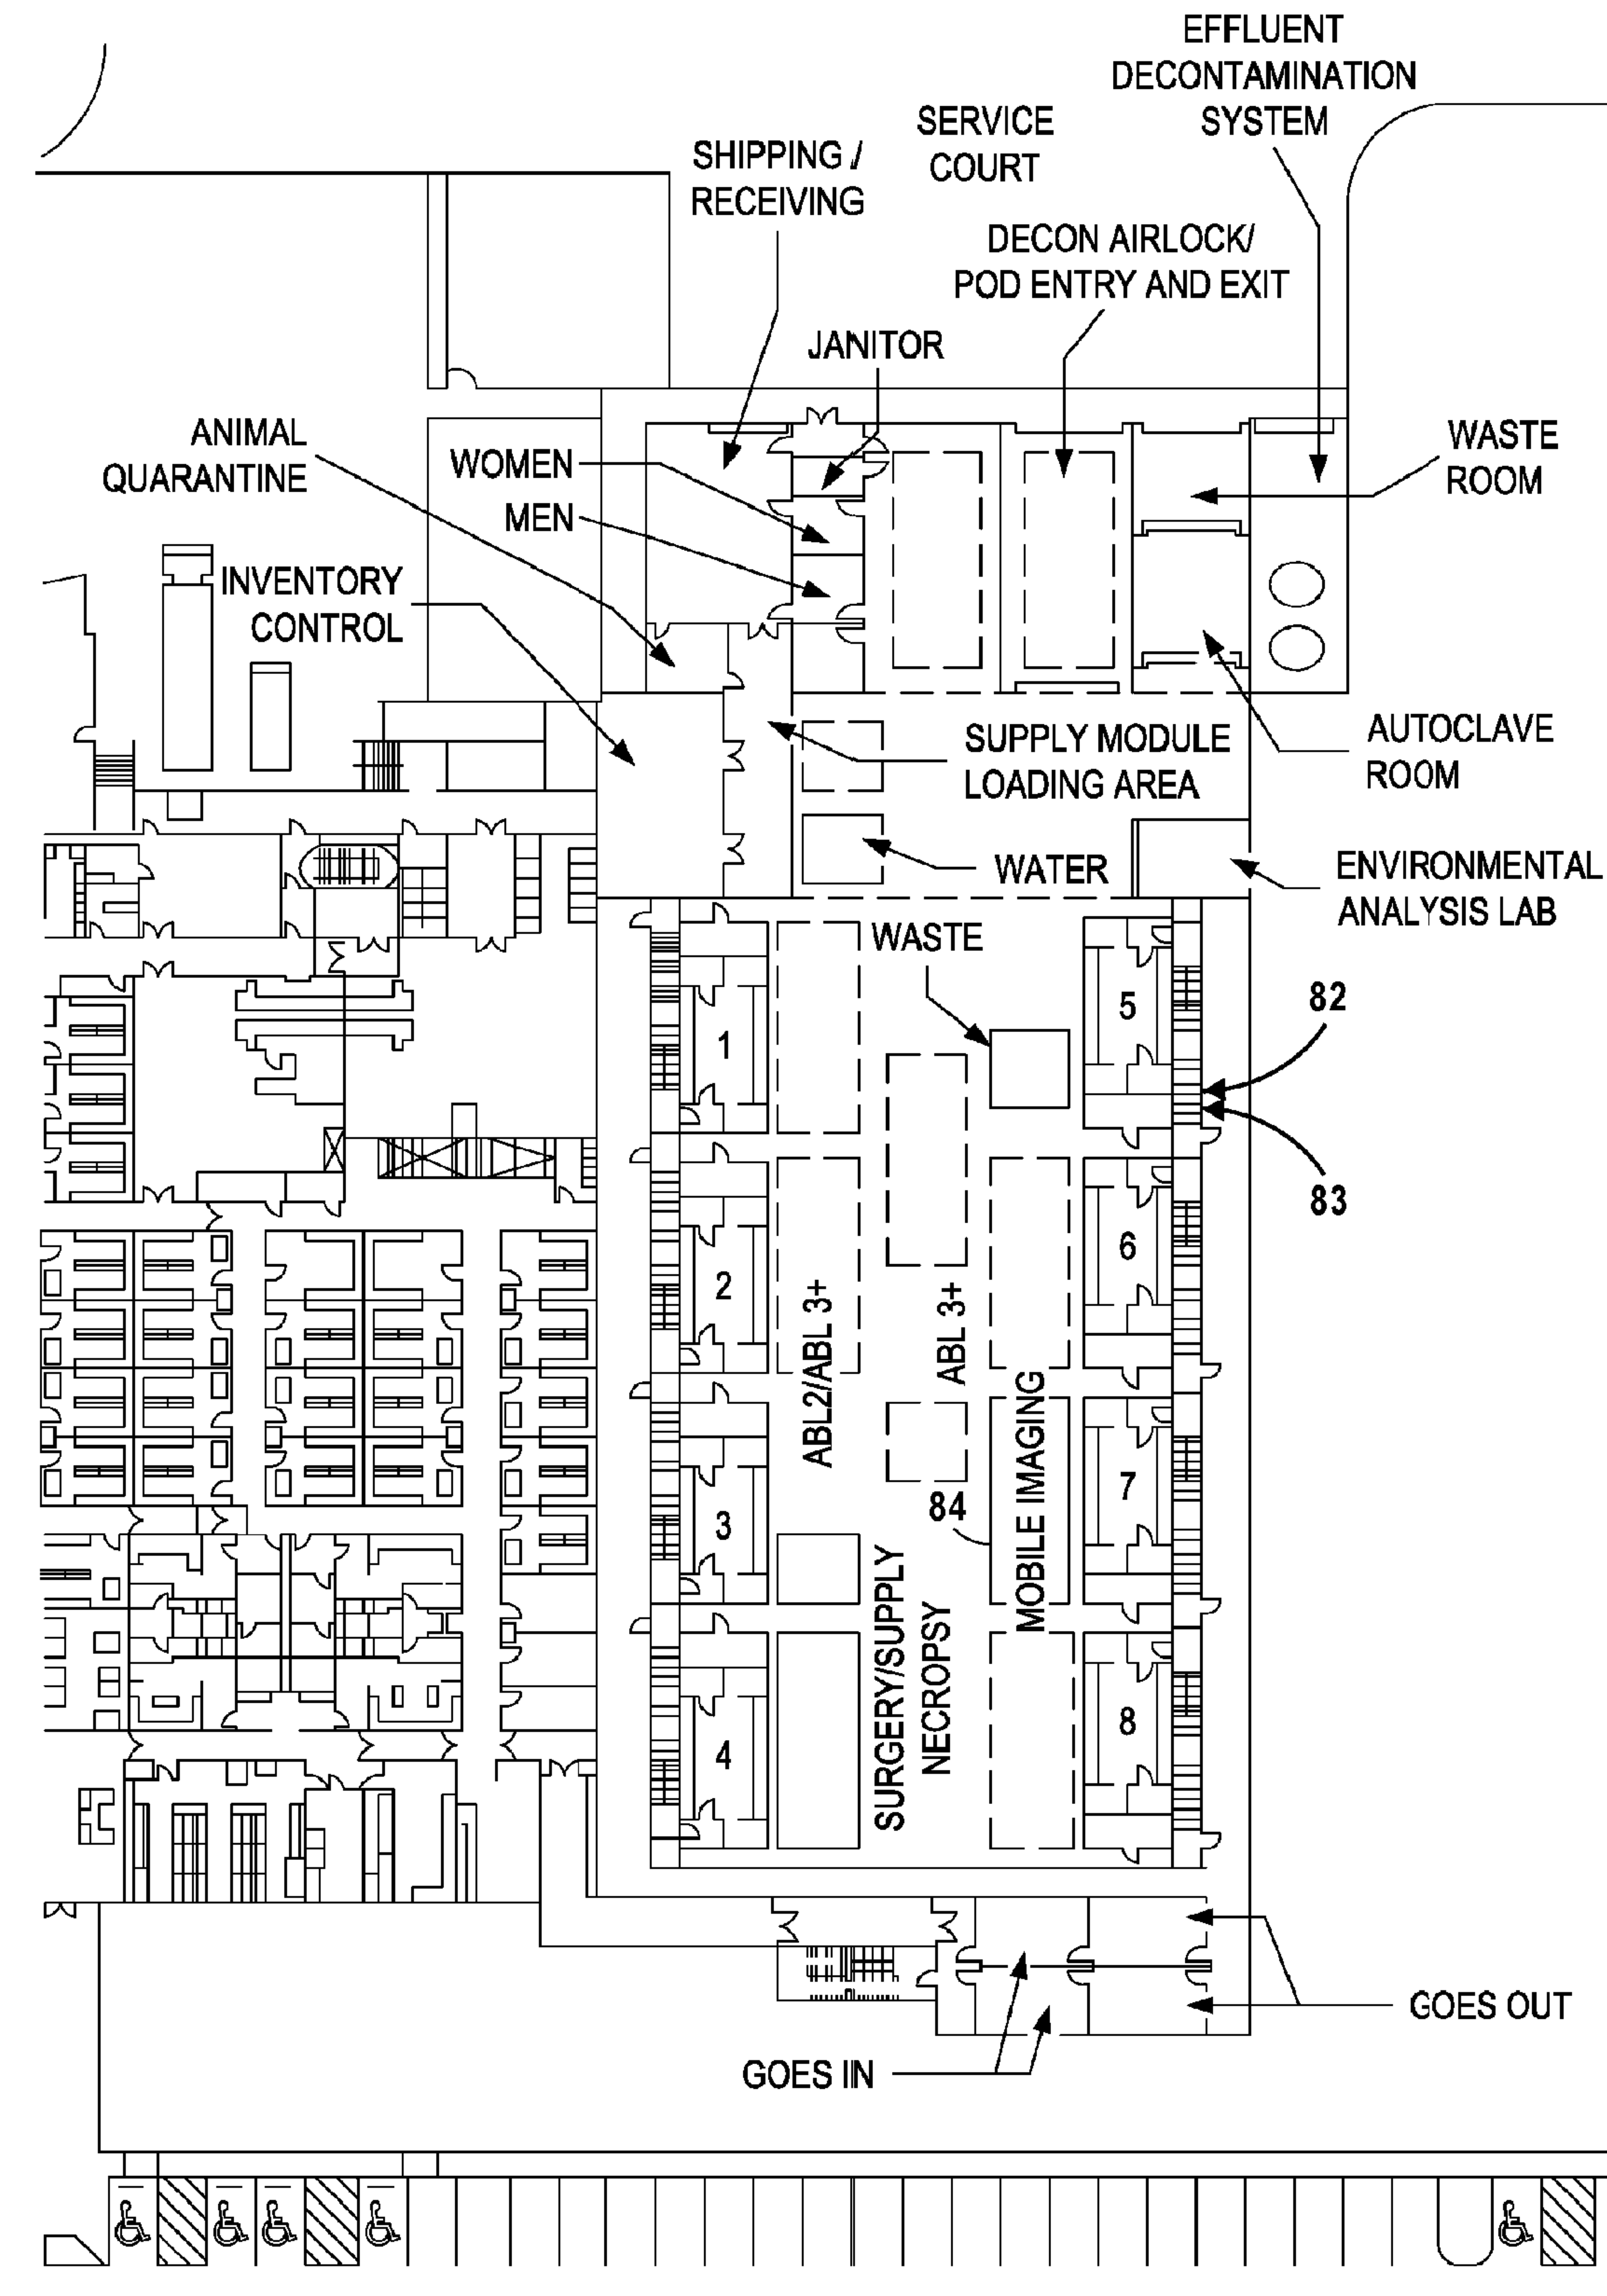 EFFLUENT
DECONTAMINATION
SYSTEM
SERVICE
COURT
SHIPPING /
RECEIVING
DECON AIRLOCK/
POD ENTRY AND EXIT
JANITOR
ANIMAL
QUARANTINE
WOMEN
MEN
WASTE
ROOM
INVENTORY
CONTROL
SUPPLY MODULE
LOADING AREA
AUTOCLAVE
ROOM
WATER
ENVIRONMENTAL
ANALYSIS LAB
WASTE
82
83
1
2
3
4
5
6
7
8
ABL2/ABL 3+
ABL 3+
84
MOBILE IMAGING
SURGERY/SUPPLY
NECROPSY
GOES OUT
GOES IN